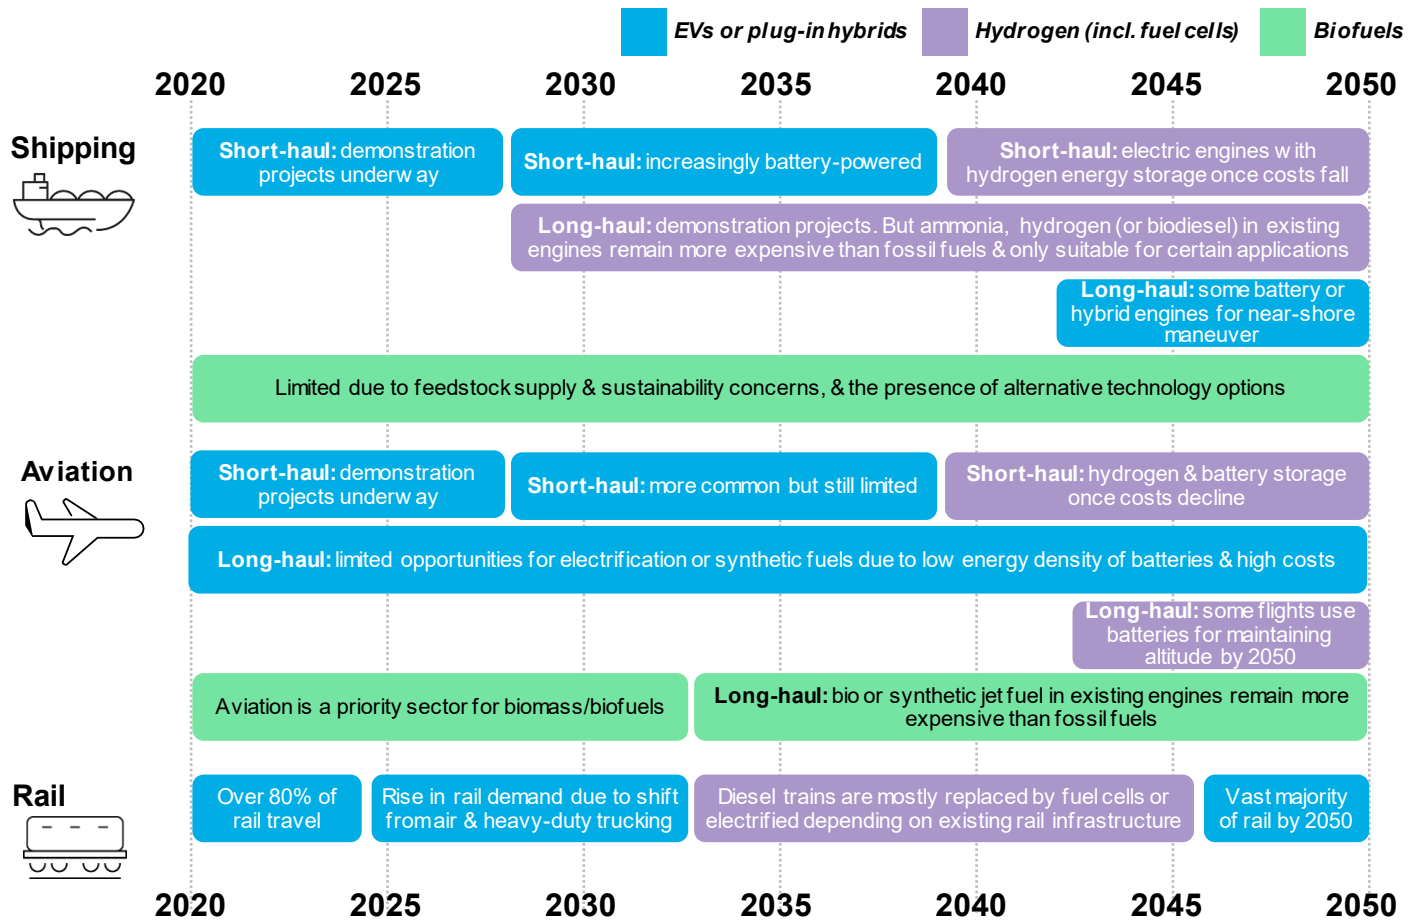 EVs or plug-in hybrids
Hydrogen (incl. fuel cells)
Biofuels
2020 2025 2030 2035 2040 2045 2050
Shipping
Short-haul: demonstration
projects underway
Short-haul: increasingly battery-powered
Short-haul: electric engines with
hydrogen energy storage once costs fall
Long-haul: demonstration projects. But ammonia, hydrogen (or biodiesel) in existing
engines remain more expensive than fossil fuels & only suitable for certain applications
Long-haul: some battery or
hybrid engines for near-shore
maneuver
Limited due to feedstock supply & sustainability concerns, & the presence of alternative technology options
Aviation
Short-haul: demonstration
projects underway
Short-haul: more common but still limited
Short-haul: hydrogen & battery storage
once costs decline
Long-haul: limited opportunities for electrification or synthetic fuels due to low energy density of batteries & high costs
Long-haul: some flights use
batteries for maintaining
altitude by 2050
Aviation is a priority sector for biomass/biofuels
Long-haul: bio or synthetic jet fuel in existing engines remain more
expensive than fossil fuels
Rail
Over 80% of
rail travel
Rise in rail demand due to shift
from air & heavy-duty trucking
Diesel trains are mostly replaced by fuel cells or
electrified depending on existing rail infrastructure
Vast majority
of rail by 2050
2020 2025 2030 2035 2040 2045 2050